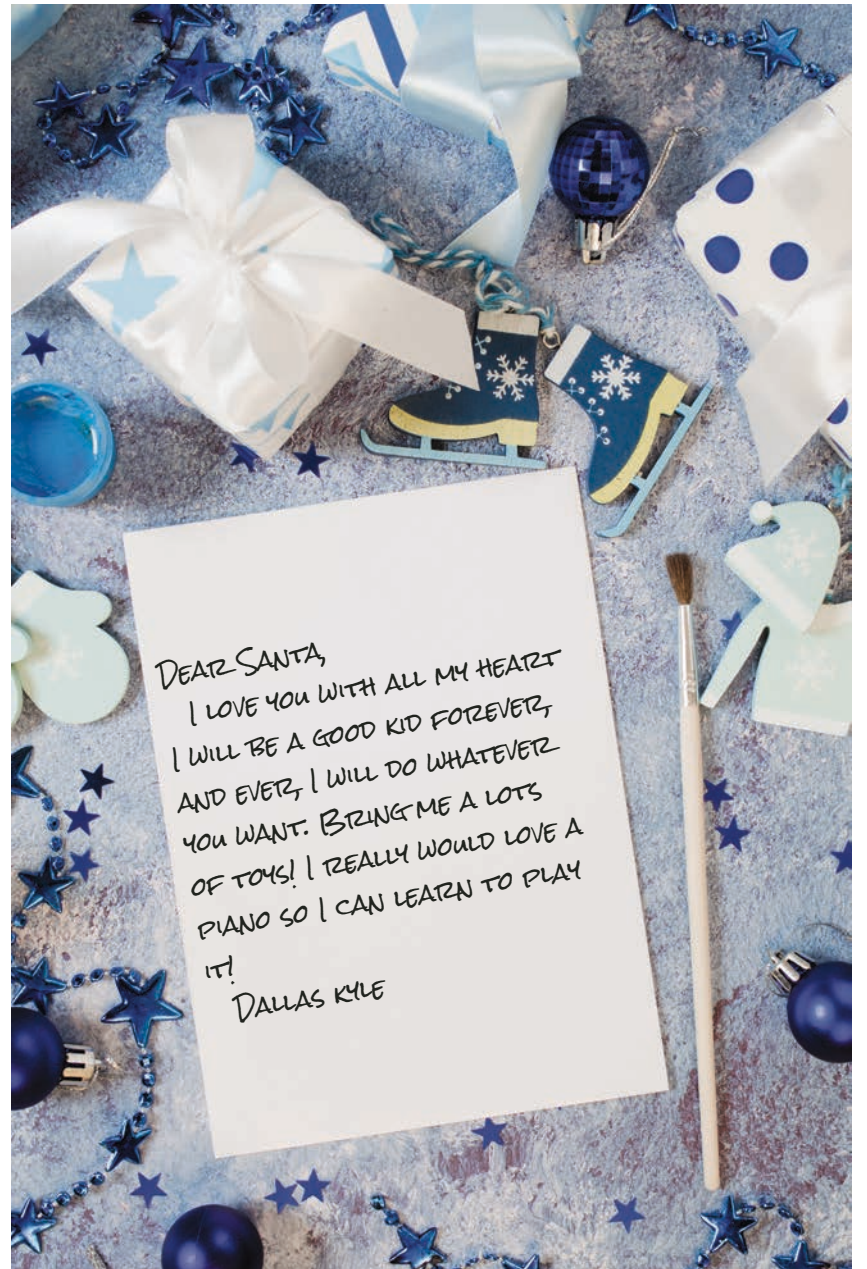 Dear Santa,
I love you with all my heart
I will be a good kid forever,
and ever, I will do whatever
you want. Bring me a lots
of toys! I really would love a
piano so I can learn to play
it!
Dallas Kyle